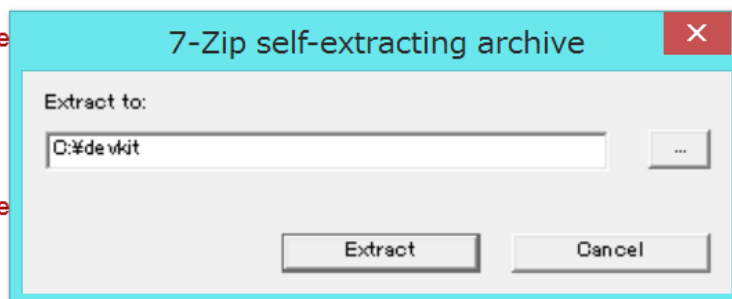 e
7-Zip self-extracting archive
Extract to:
C:¥devkit
...
e
Extract Cancel